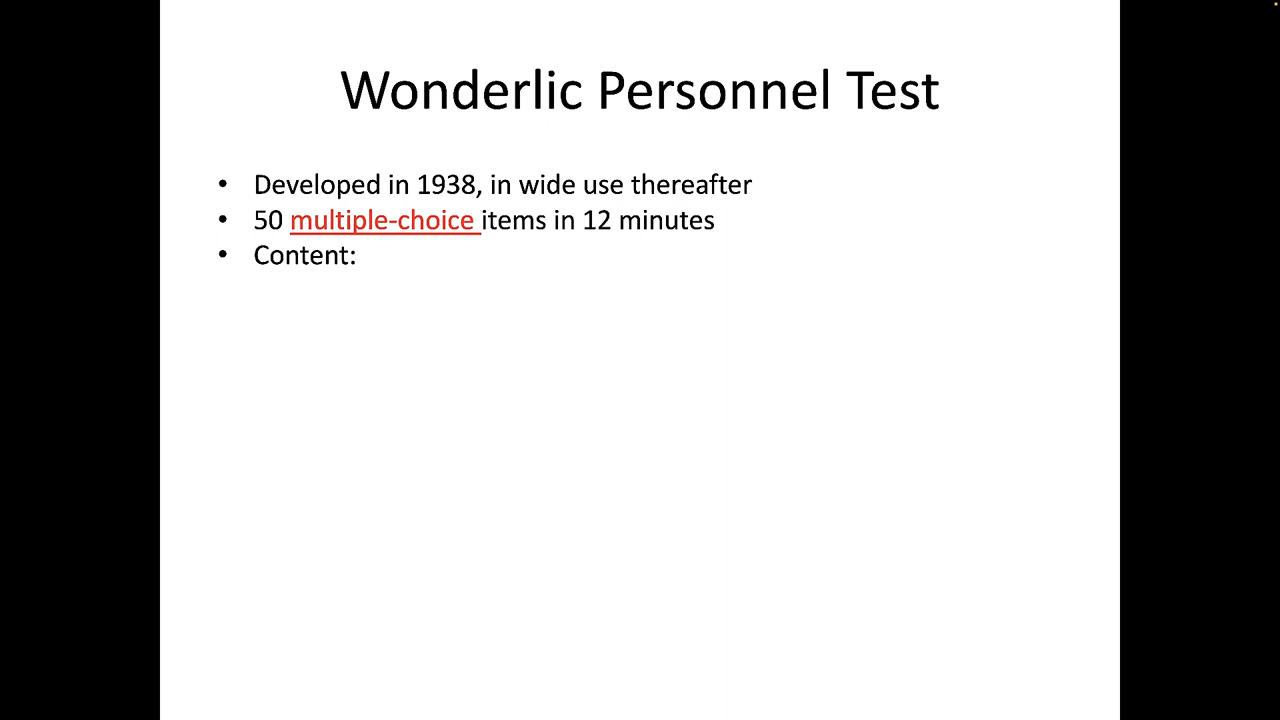 Wonderlic Personnel Test
• Developed in 1938, in wide use thereafter
• 50 multiple-choice items in 12 minutes
• Content: